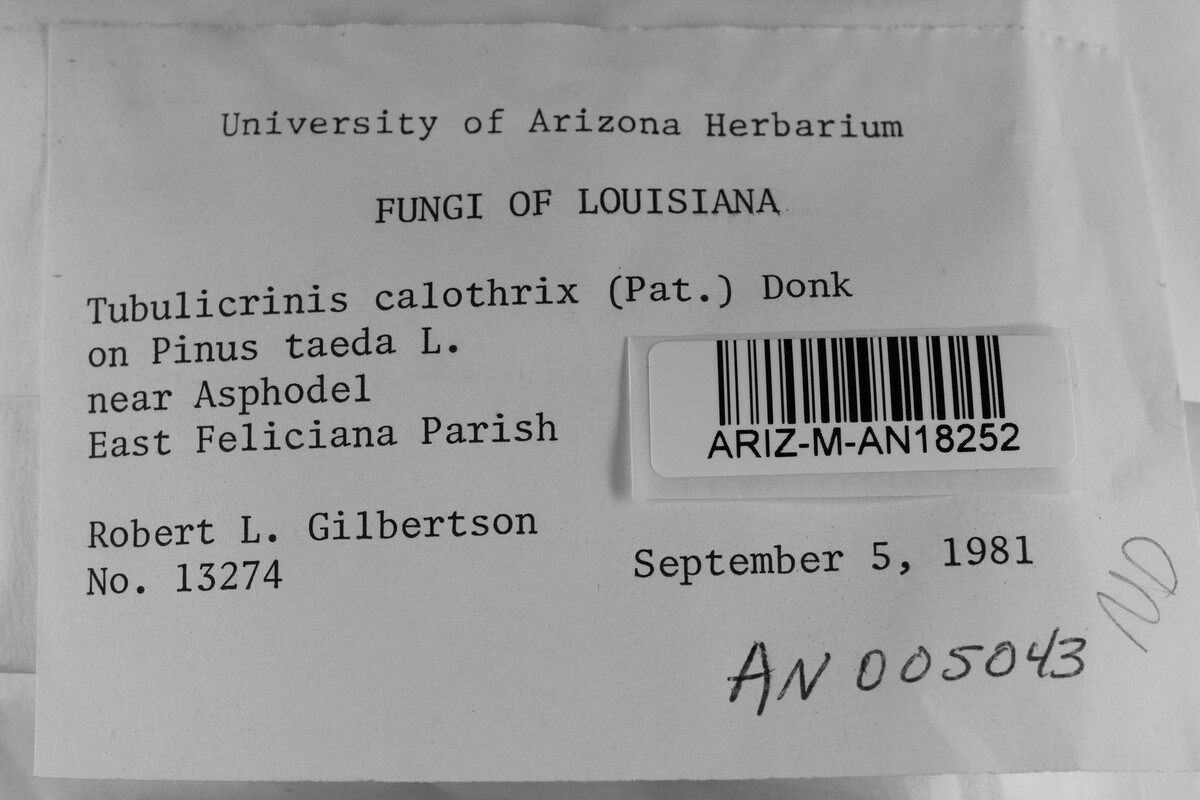 University of Arizona Herbarium
FUNGI OF LOUISIANA
Tubulicrinis calothrix (Pat.) Donk
on Pinus taeda L.
near Asphodel
East Feliciana Parish
ARIZ-M-AN18252
Robert L. Gilbertson
No. 13274
September 5, 1981
ND
AN 005043